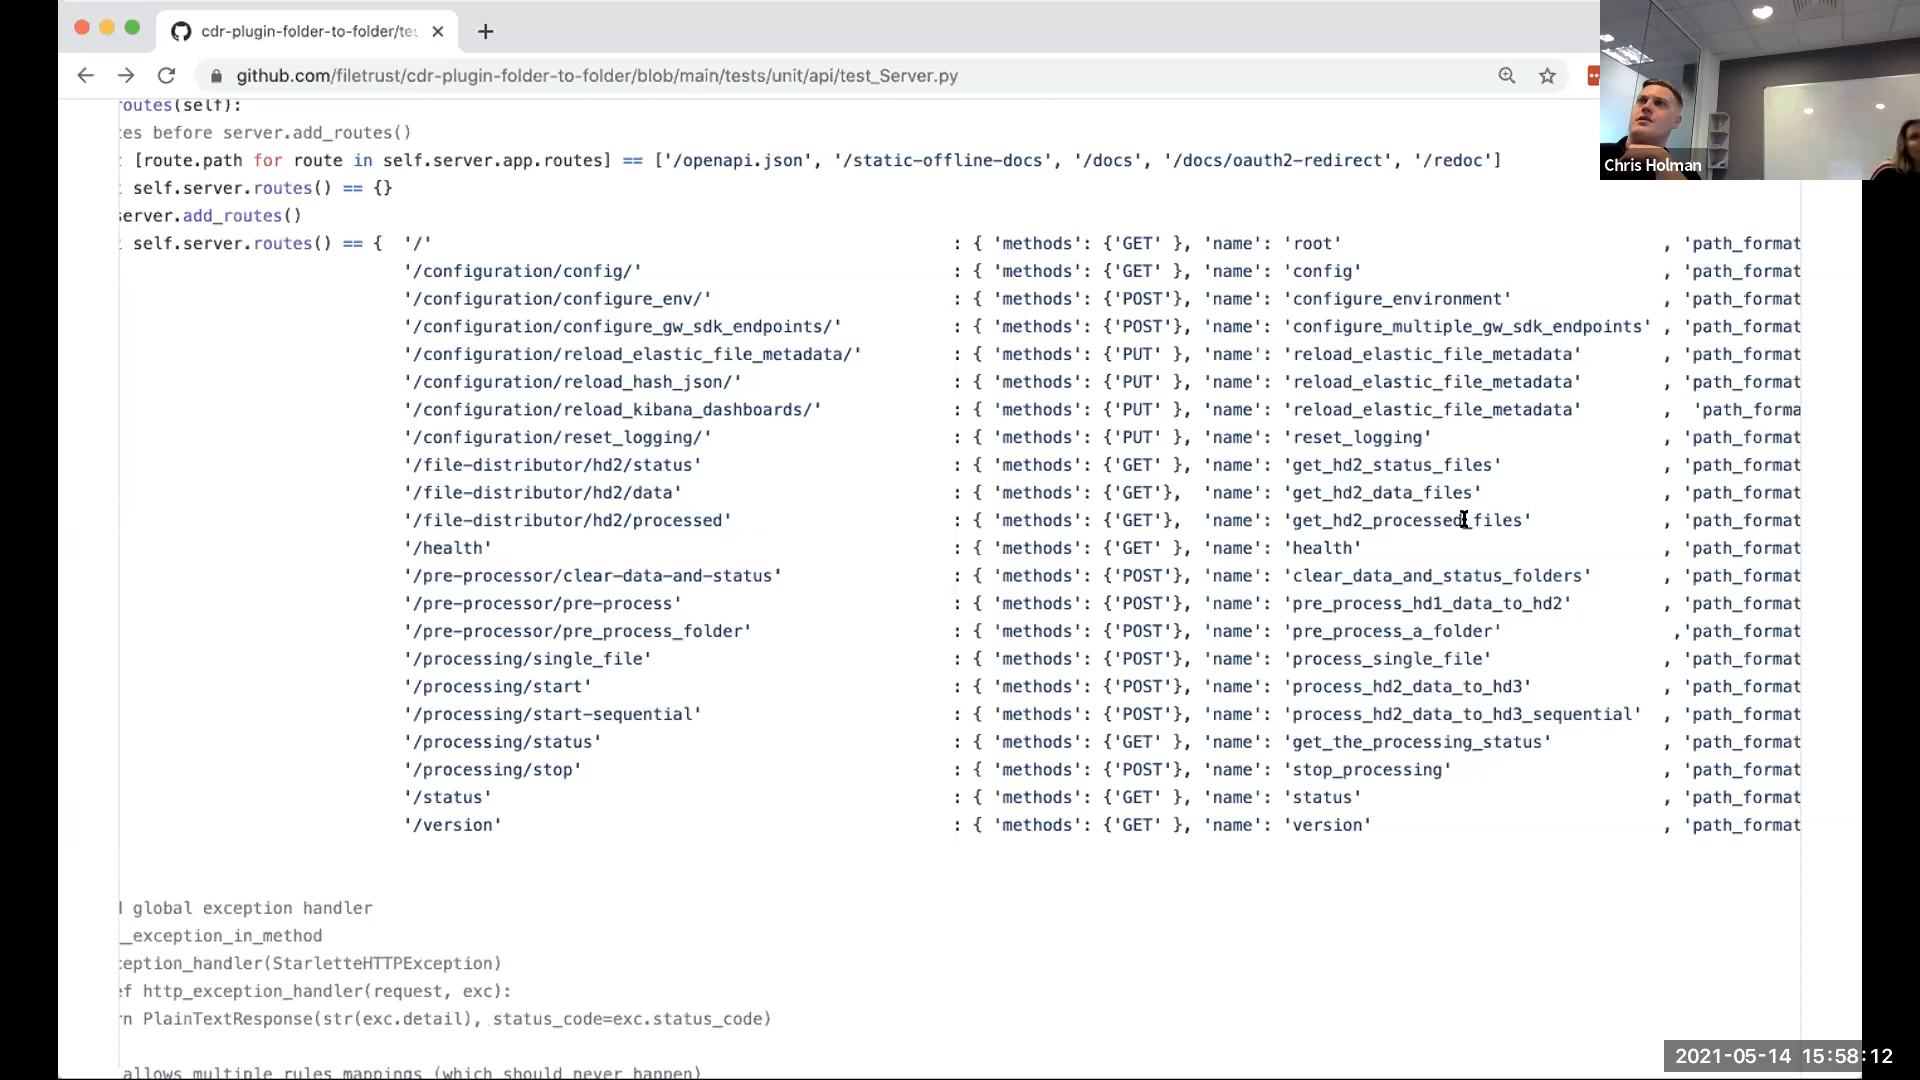 cdr-plugin-folder-to-folder/tes
github.com/filetrust/cdr-plugin-folder-to-folder/blob/main/tests/unit/api/test_Server.py
Chris Holman
routes(self):
es before server.add_routes()
[route.path for route in self.server.app.routes] == ['/openapi.json', '/static-offline-docs', '/docs', '/docs/oauth2-redirect', '/redoc']
self.server.routes() == {}
server.add_routes()
self.server.routes() == { '/' : { 'methods': {'GET' }, 'name': 'root' , 'path_format
'/configuration/config/' : { 'methods': {'GET' }, 'name': 'config' , 'path_format
'/configuration/configure_env/' : { 'methods': {'POST'}, 'name': 'configure_environment' , 'path_format
'/configuration/configure_gw_sdk_endpoints/' : { 'methods': {'POST'}, 'name': 'configure_multiple_gw_sdk_endpoints' , 'path_format
'/configuration/reload_elastic_file_metadata/' : { 'methods': {'PUT' }, 'name': 'reload_elastic_file_metadata' , 'path_format
'/configuration/reload_hash_json/' : { 'methods': {'PUT' }, 'name': 'reload_elastic_file_metadata' , 'path_format
'/configuration/reload_kibana_dashboards/' : { 'methods': {'PUT' }, 'name': 'reload_elastic_file_metadata' , 'path_forma
'/configuration/reset_logging/' : { 'methods': {'PUT' }, 'name': 'reset_logging' , 'path_format
'/file-distributor/hd2/status' : { 'methods': {'GET' }, 'name': 'get_hd2_status_files' , 'path_format
'/file-distributor/hd2/data' : { 'methods': {'GET'}, 'name': 'get_hd2_data_files' , 'path_format
'/file-distributor/hd2/processed' : { 'methods': {'GET'}, 'name': 'get_hd2_processed_files' , 'path_format
'/health' : { 'methods': {'GET' }, 'name': 'health' , 'path_format
'/pre-processor/clear-data-and-status' : { 'methods': {'POST'}, 'name': 'clear_data_and_status_folders' , 'path_format
'/pre-processor/pre-process' : { 'methods': {'POST'}, 'name': 'pre_process_hd1_data_to_hd2' , 'path_format
'/pre-processor/pre_process_folder' : { 'methods': {'POST'}, 'name': 'pre_process_a_folder' ,'path_format
'/processing/single_file' : { 'methods': {'POST'}, 'name': 'process_single_file' , 'path_format
'/processing/start' : { 'methods': {'POST'}, 'name': 'process_hd2_data_to_hd3' , 'path_format
'/processing/start-sequential' : { 'methods': {'POST'}, 'name': 'process_hd2_data_to_hd3_sequential' , 'path_format
'/processing/status' : { 'methods': {'GET' }, 'name': 'get_the_processing_status' , 'path_format
'/processing/stop' : { 'methods': {'POST'}, 'name': 'stop_processing' , 'path_format
'/status' : { 'methods': {'GET' }, 'name': 'status' , 'path_format
'/version' : { 'methods': {'GET' }, 'name': 'version' , 'path_format
global exception handler
_exception_in_method
ception_handler(StarletteHTTPException)
ef http_exception_handler(request, exc):
rn PlainTextResponse(str(exc.detail), status_code=exc.status_code)
allows multiple rules mappings (which should never happen)
2021-05-14 15:58:12